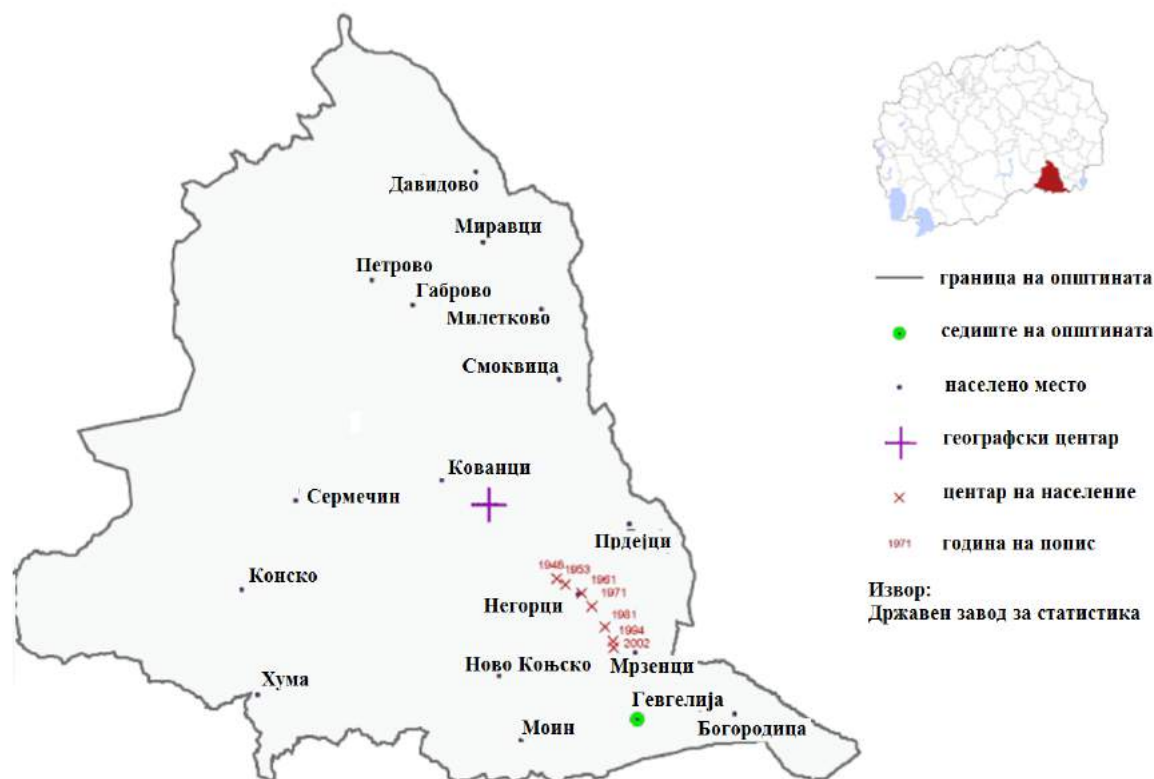 Давидово
Миравци
Петрово
Габрово
Милетково
Смоквица
Кованци
Сермечин
Прдејци
Конско
1948
1953
1961
Негорци
1971
1981
1994
2002
Ново Коњско
Мрзенци
Хума
Гевгелија
Моин
Богородица
граница на општината
седиште на општината
населено место
географски центар
центар на население
1971 година на попис
Извор:
Државен завод за статистика